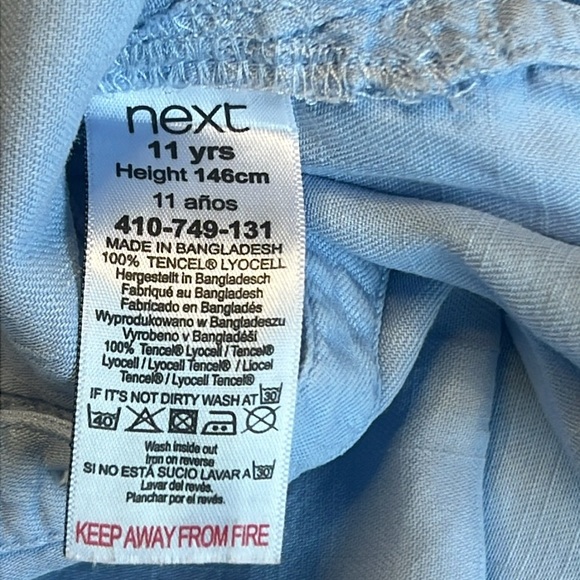 next
11 yrs
Height 146cm
11 años
410-749-131
MADE IN BANGLADESH
100% TENCEL® LYOCELL
Hergestellt in Bangladesch
Fabriqué au Bangladesh
Fabricado en Bangladés
Wyprodukowano w Bangladeszu
Vyrobeno v Bangladéši
100% Tencel® Lyocell / Tencel®
Lyocell / Lyocell Tencel® / Liocel
Tencel® / Lyocell Tencel®
IF IT'S NOT DIRTY WASH AT 30°
40°
Wash inside out
Iron on reverse
SI NO ESTÁ SUCIO LAVAR A 30°
Lavar del revés.
Planchar por el revés.
KEEP AWAY FROM FIRE